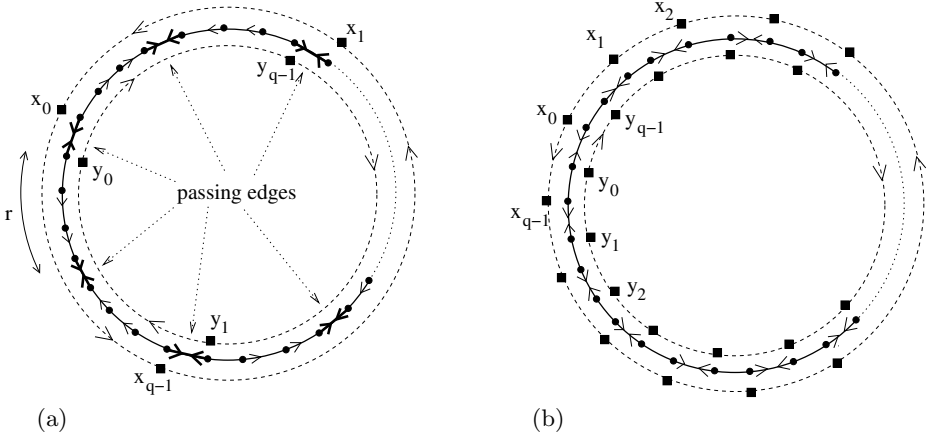 x0
x1
yq−1
y0
r
passing edges
y1
xq−1
(a)
x2
x1
x0
yq−1
y0
xq−1
y1
y2
(b)